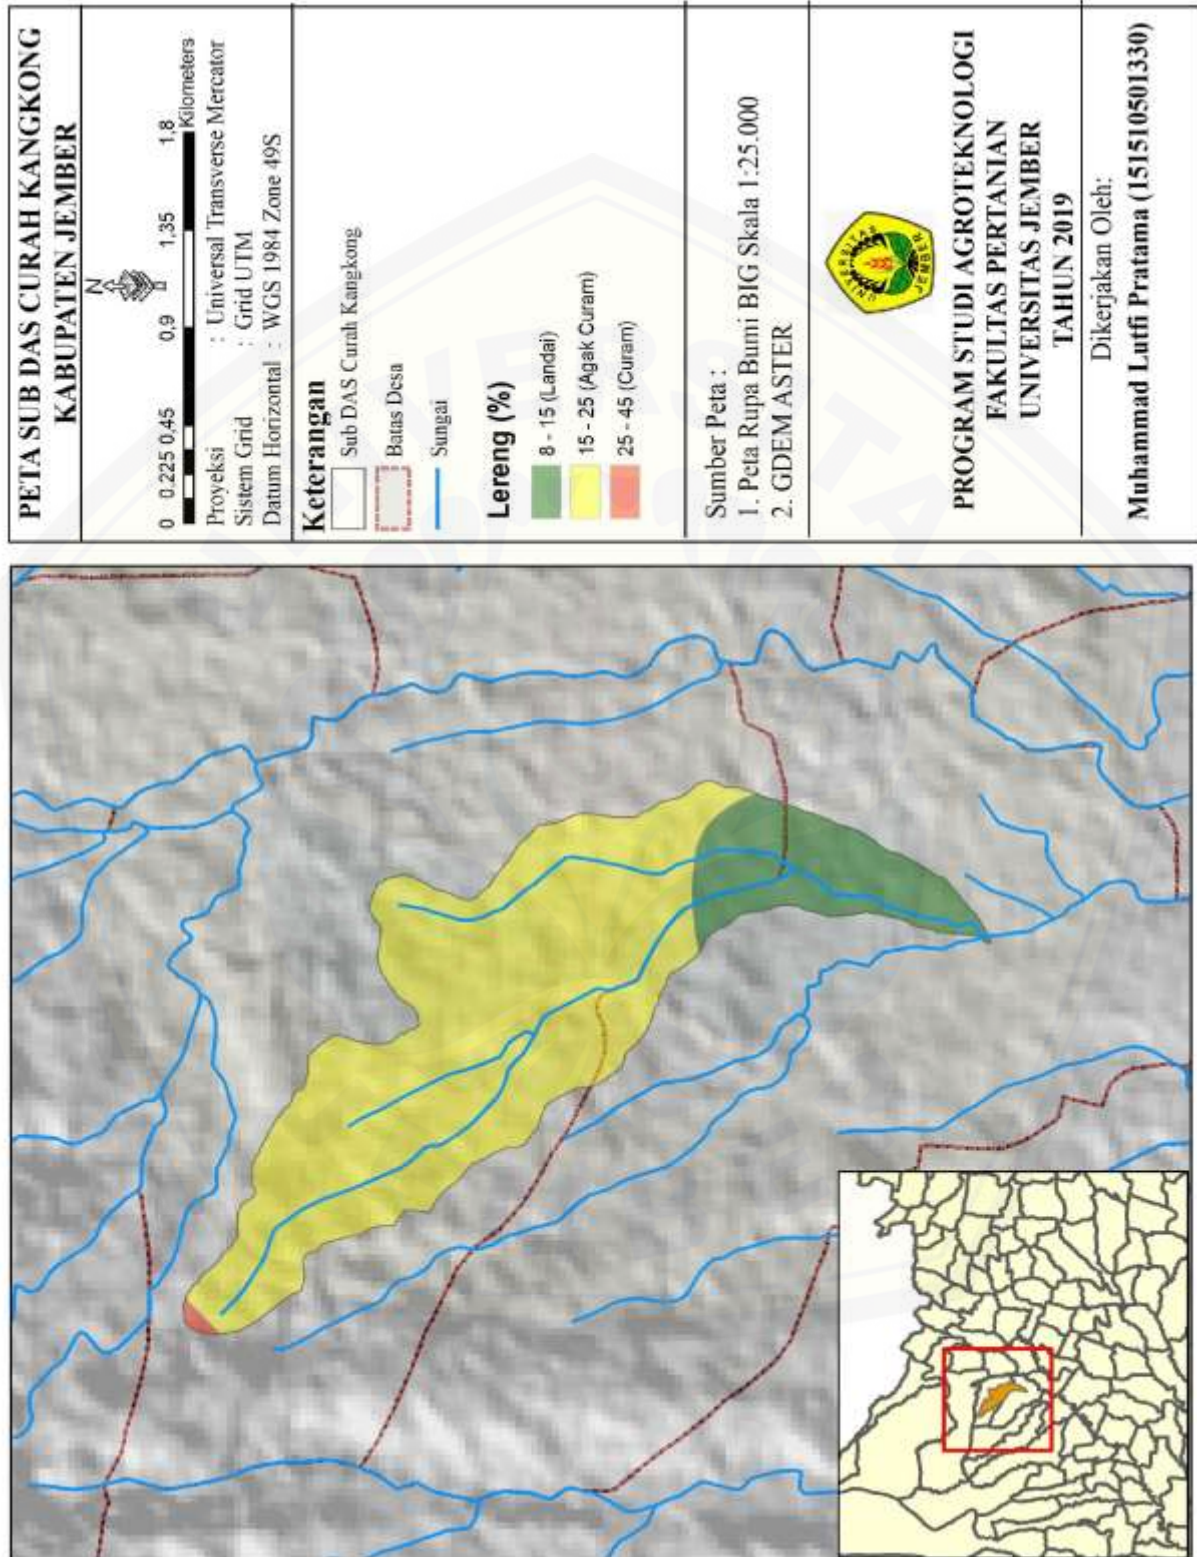 PETA SUB DAS CURAH KANGKONG
KABUPATEN JEMBER
N
0 0,225 0,45 0,9 1,35 1,8
Kilometers
Proyeksi : Universal Transverse Mercator
Sistem Grid : Grid UTM
Datum Horizontal : WGS 1984 Zone 49S
Keterangan
Sub DAS Curah Kangkong
Batas Desa
Sungai
Lereng (%)
8 - 15 (Landai)
15 - 25 (Agak Curam)
25 - 45 (Curam)
Sumber Peta :
1. Peta Rupa Bumi BIG Skala 1:25.000
2. GDEM ASTER
UNIVERSITAS
JEMBER
PROGRAM STUDI AGROTEKNOLOGI
FAKULTAS PERTANIAN
UNIVERSITAS JEMBER
TAHUN 2019
Dikerjakan Oleh:
Muhammad Lutfi Pratama (151510501330)